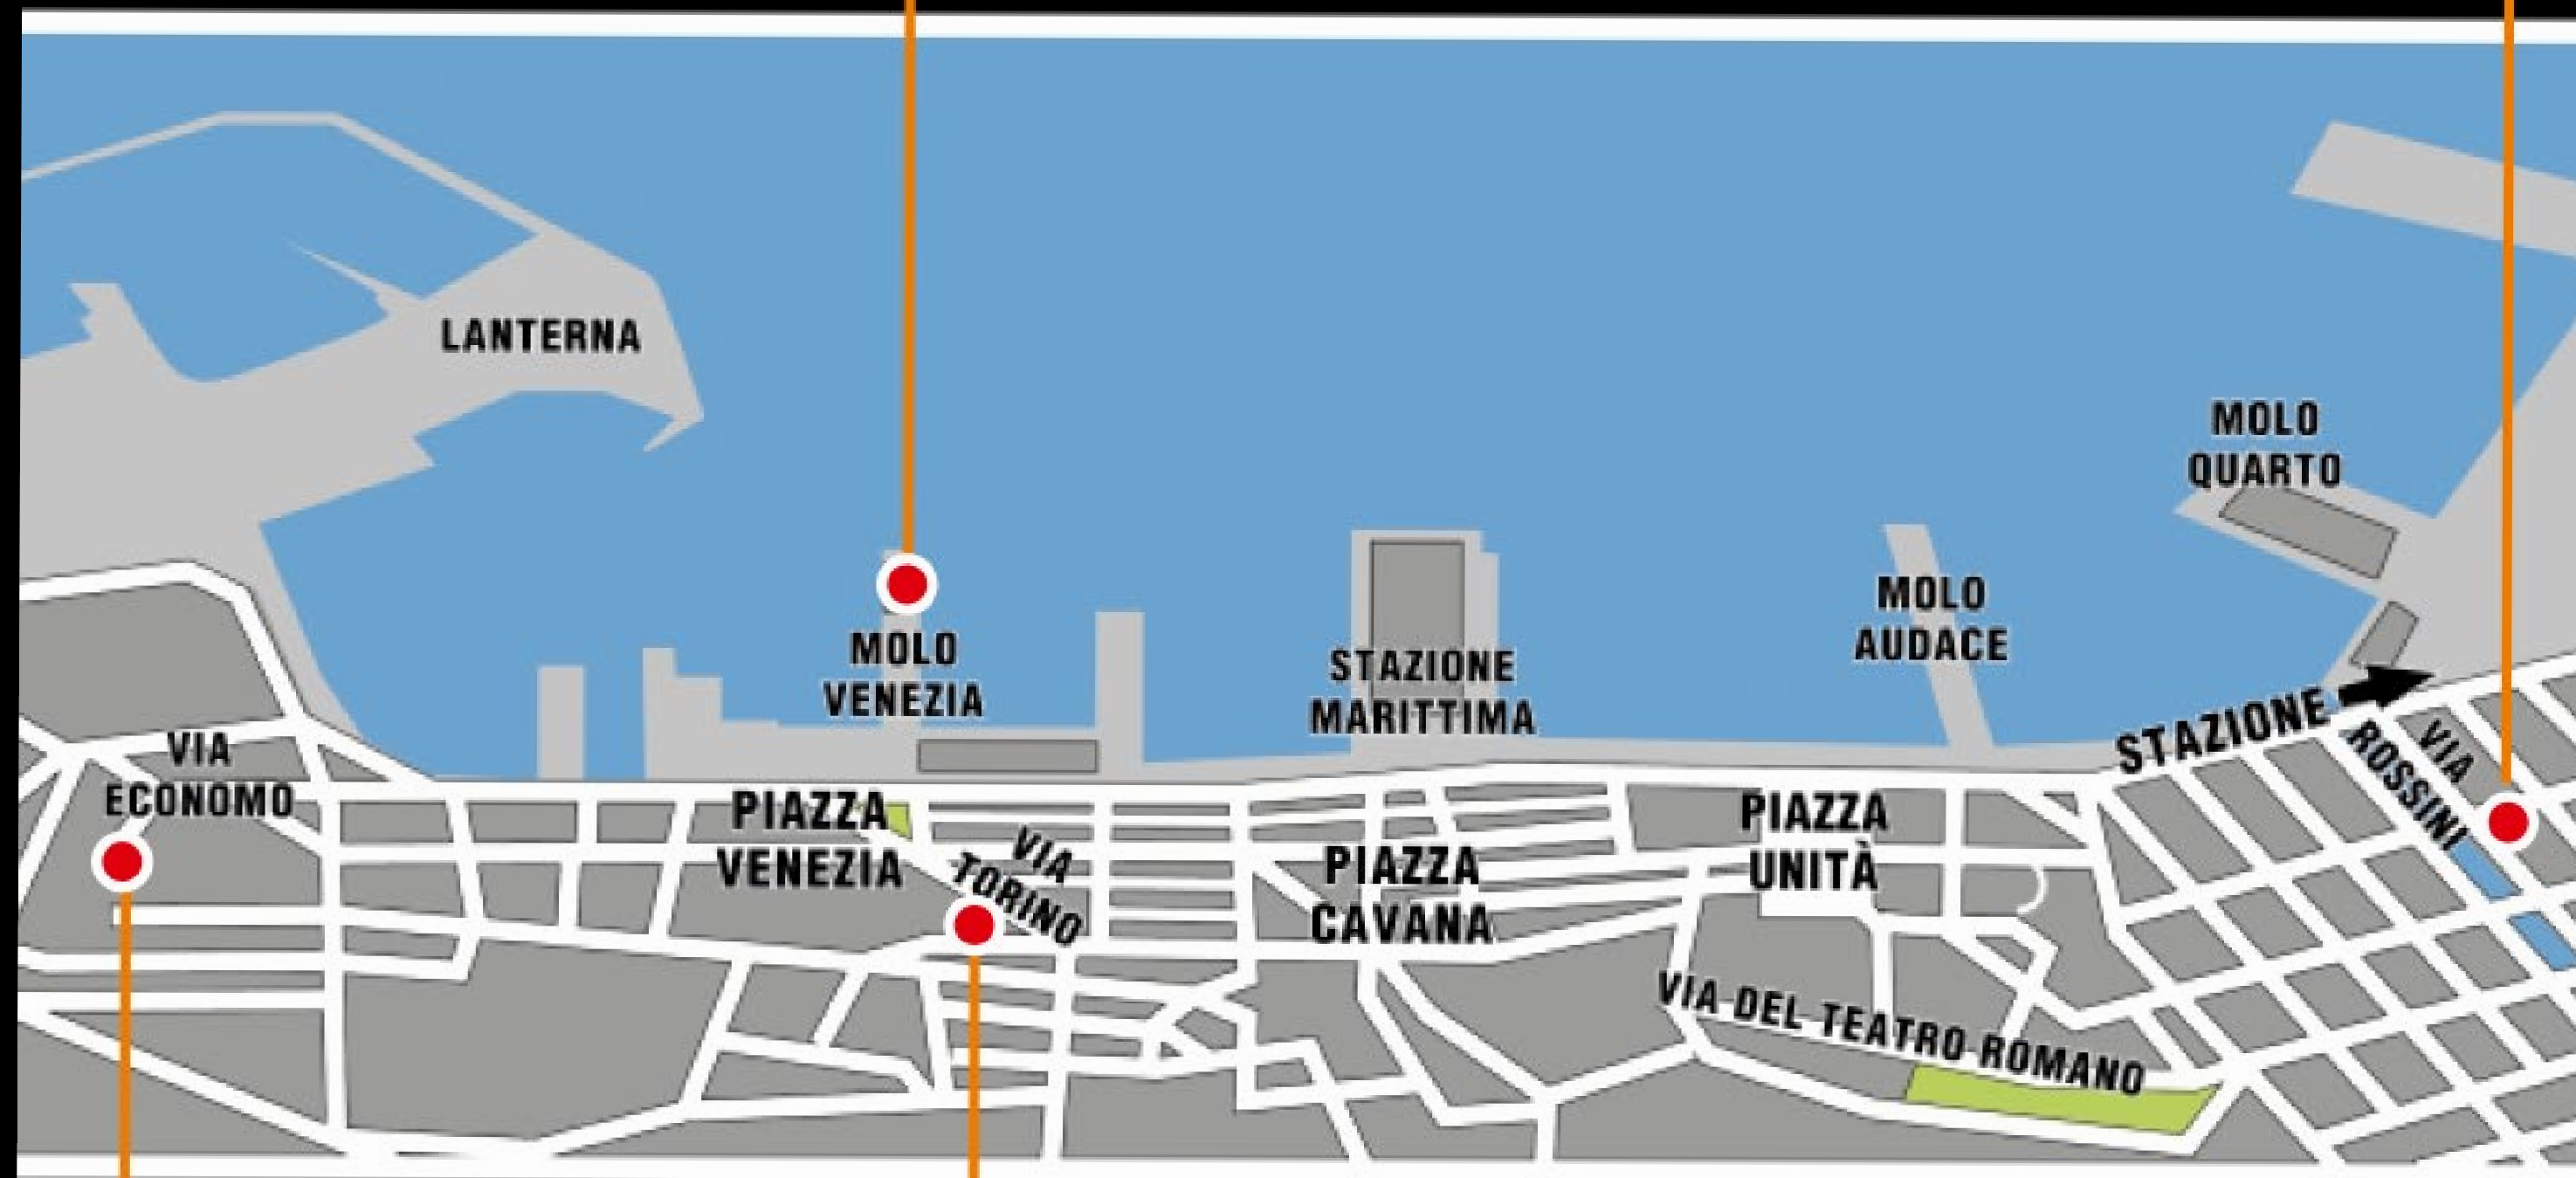 LANTERNA
MOLO
QUARTO
MOLO
VENEZIA
STAZIONE
MARITTIMA
MOLO
AUDACE
STAZIONE
VIA
ROSSINI
VIA
ECONOMO
PIAZZA
VENEZIA
VIA
TORINO
PIAZZA
CAVANA
PIAZZA
UNITÀ
VIA DEL TEATRO ROMANO